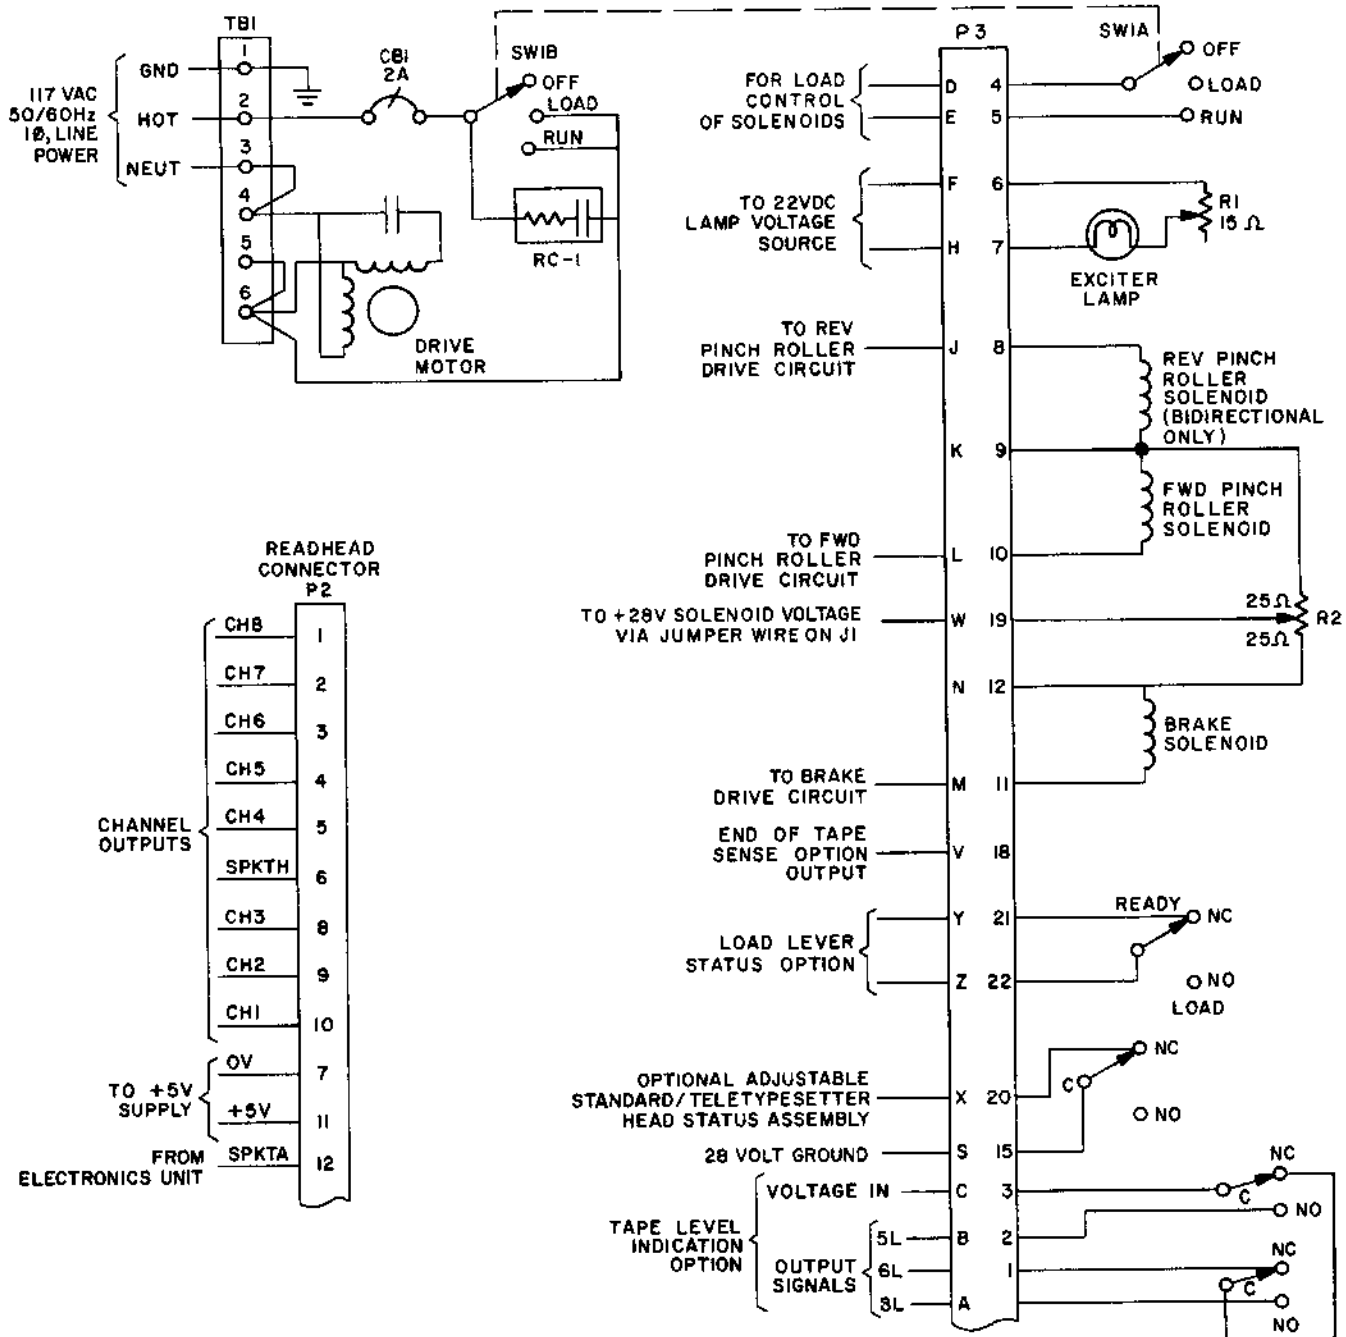 TB1
1
GND
2
HOT
3
NEUT
4
5
6
117 VAC
50/60Hz
1Ø, LINE
POWER
CB1
2A
SW1B
OFF
LOAD
RUN
RC-1
DRIVE
MOTOR
P3
SW1A
OFF
LOAD
RUN
FOR LOAD
CONTROL
OF SOLENOIDS
D 4
E 5
TO 22VDC
LAMP VOLTAGE
SOURCE
F 6
H 7
R1
15 Ω
EXCITER
LAMP
TO REV
PINCH ROLLER
DRIVE CIRCUIT
J 8
REV PINCH
ROLLER
SOLENOID
(BIDIRECTIONAL
ONLY)
K 9
FWD PINCH
ROLLER
SOLENOID
TO FWD
PINCH ROLLER
DRIVE CIRCUIT
L 10
TO +28V SOLENOID VOLTAGE
VIA JUMPER WIRE ON J1
W 19
25Ω
R2
25Ω
N 12
BRAKE
SOLENOID
TO BRAKE
DRIVE CIRCUIT
M 11
END OF TAPE
SENSE OPTION
OUTPUT
V 18
LOAD LEVER
STATUS OPTION
Y 21
Z 22
READY
NC
NO
LOAD
OPTIONAL ADJUSTABLE
STANDARD/TELETYPESETTER
HEAD STATUS ASSEMBLY
X 20
NC
C
NO
28 VOLT GROUND
S 15
TAPE LEVEL
INDICATION
OPTION
VOLTAGE IN
C 3
NC
C
NO
OUTPUT
SIGNALS
5L B 2
6L 1
8L A
NC
C
NO
READHEAD
CONNECTOR
P2
CHANNEL
OUTPUTS
CH8 1
CH7 2
CH6 3
CH5 4
CH4 5
SPKTH 6
CH3 8
CH2 9
CH1 10
TO +5V
SUPPLY
0V 7
+5V 11
FROM
ELECTRONICS UNIT
SPKTA 12